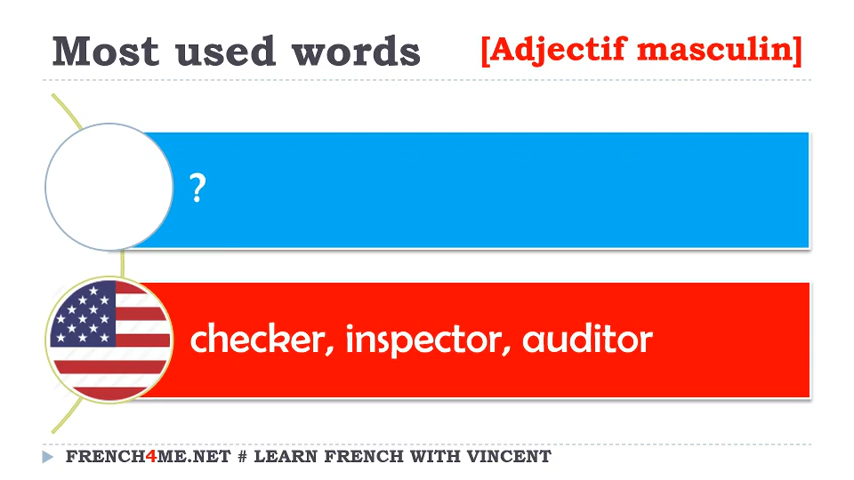 Most used words [Adjectif masculin]
?
checker, inspector, auditor
FRENCH4ME.NET # LEARN FRENCH WITH VINCENT